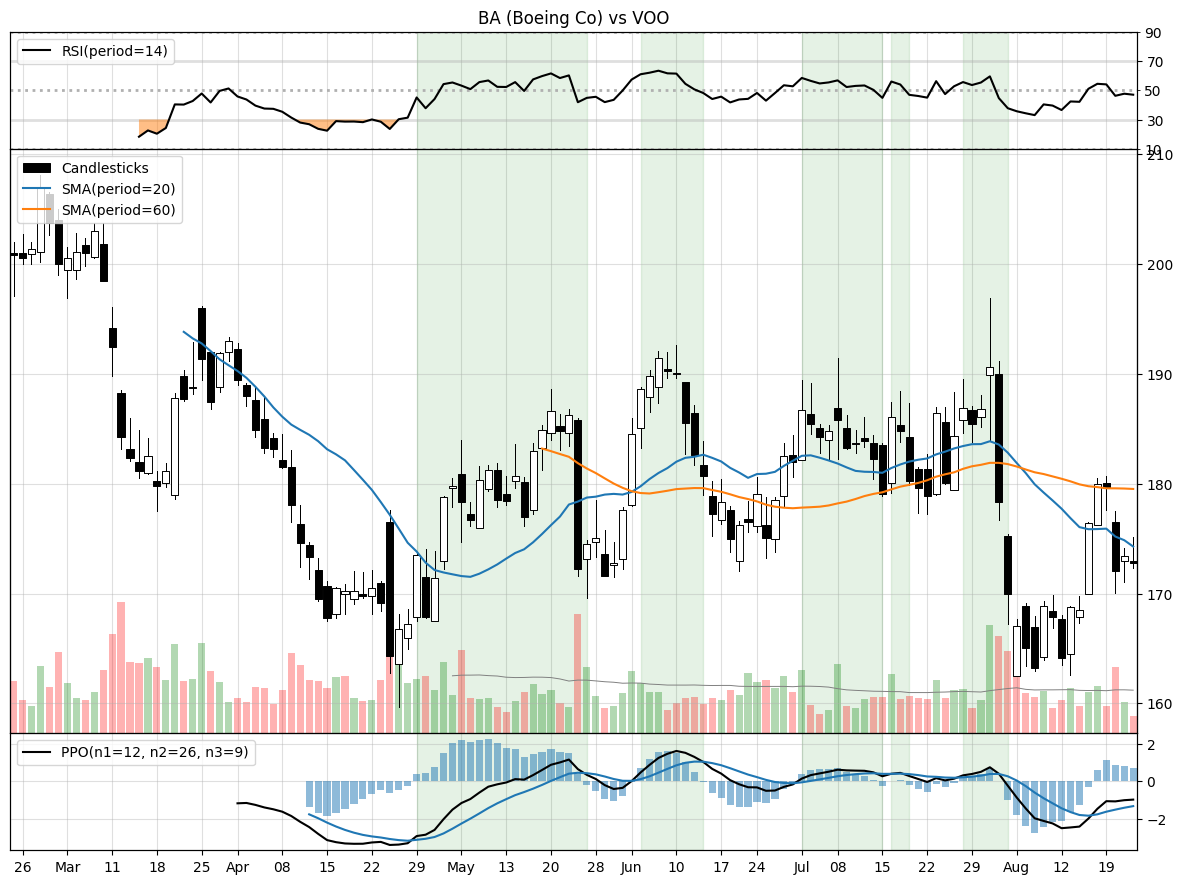 BA (Boeing Co) vs VOO
RSI(period=14)
90
70
50
30
10
Candlesticks
SMA(period=20)
SMA(period=60)
210
200
190
180
170
160
PPO(n1=12, n2=26, n3=9)
2
0
−2
26 Mar 11 18 25 Apr 08 15 22 29 May 13 20 28 Jun 10 17 24 Jul 08 15 22 29 Aug 12 19